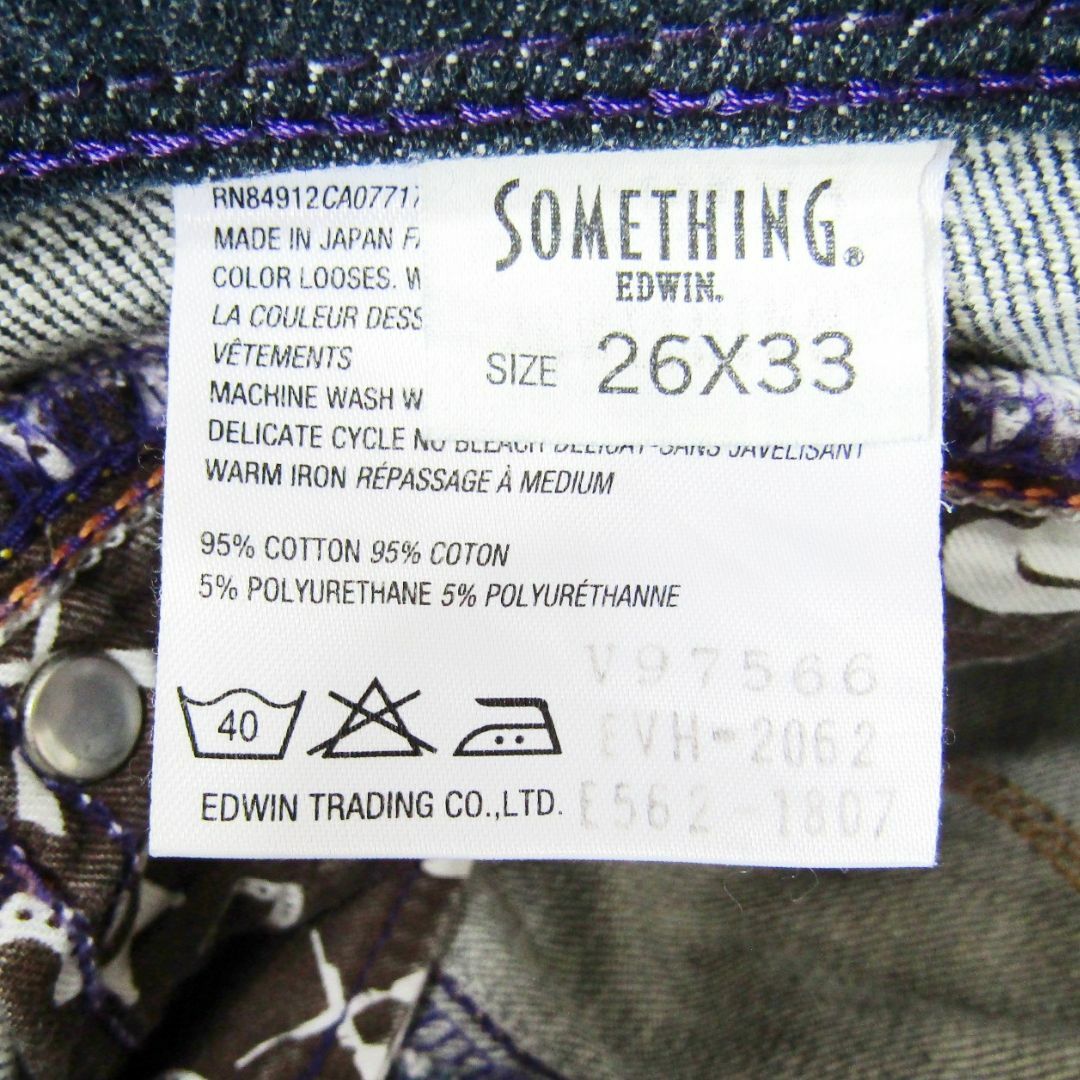 SOMETHING®
EDWIN.
SIZE 26X33
RN84912 CA07717
MADE IN JAPAN
COLOR LOOSES.
LA COULEUR
VÊTEMENTS
MACHINE WASH
DELICATE CYCLE NO BLEACH DÉLICAT-SANS JAVELISANT
WARM IRON RÉPASSAGE À MEDIUM
95% COTTON 95% COTON
5% POLYURETHANE 5% POLYURÉTHANNE
V97566
40
EVH-2062
EDWIN TRADING CO.,LTD.
E562-1807